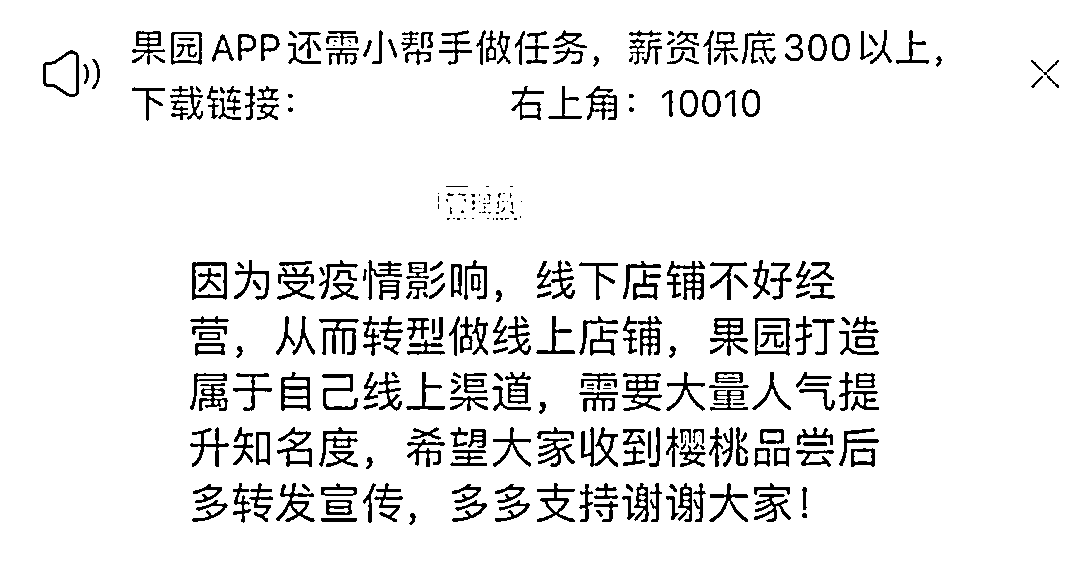 果园APP还需小帮手做任务，薪资保底300以上，
下载链接： 右上角：10010
因为受疫情影响，线下店铺不好经
营，从而转型做线上店铺，果园打造
属于自己线上渠道，需要大量人气提
升知名度，希望大家收到樱桃品尝后
多转发宣传，多多支持谢谢大家！